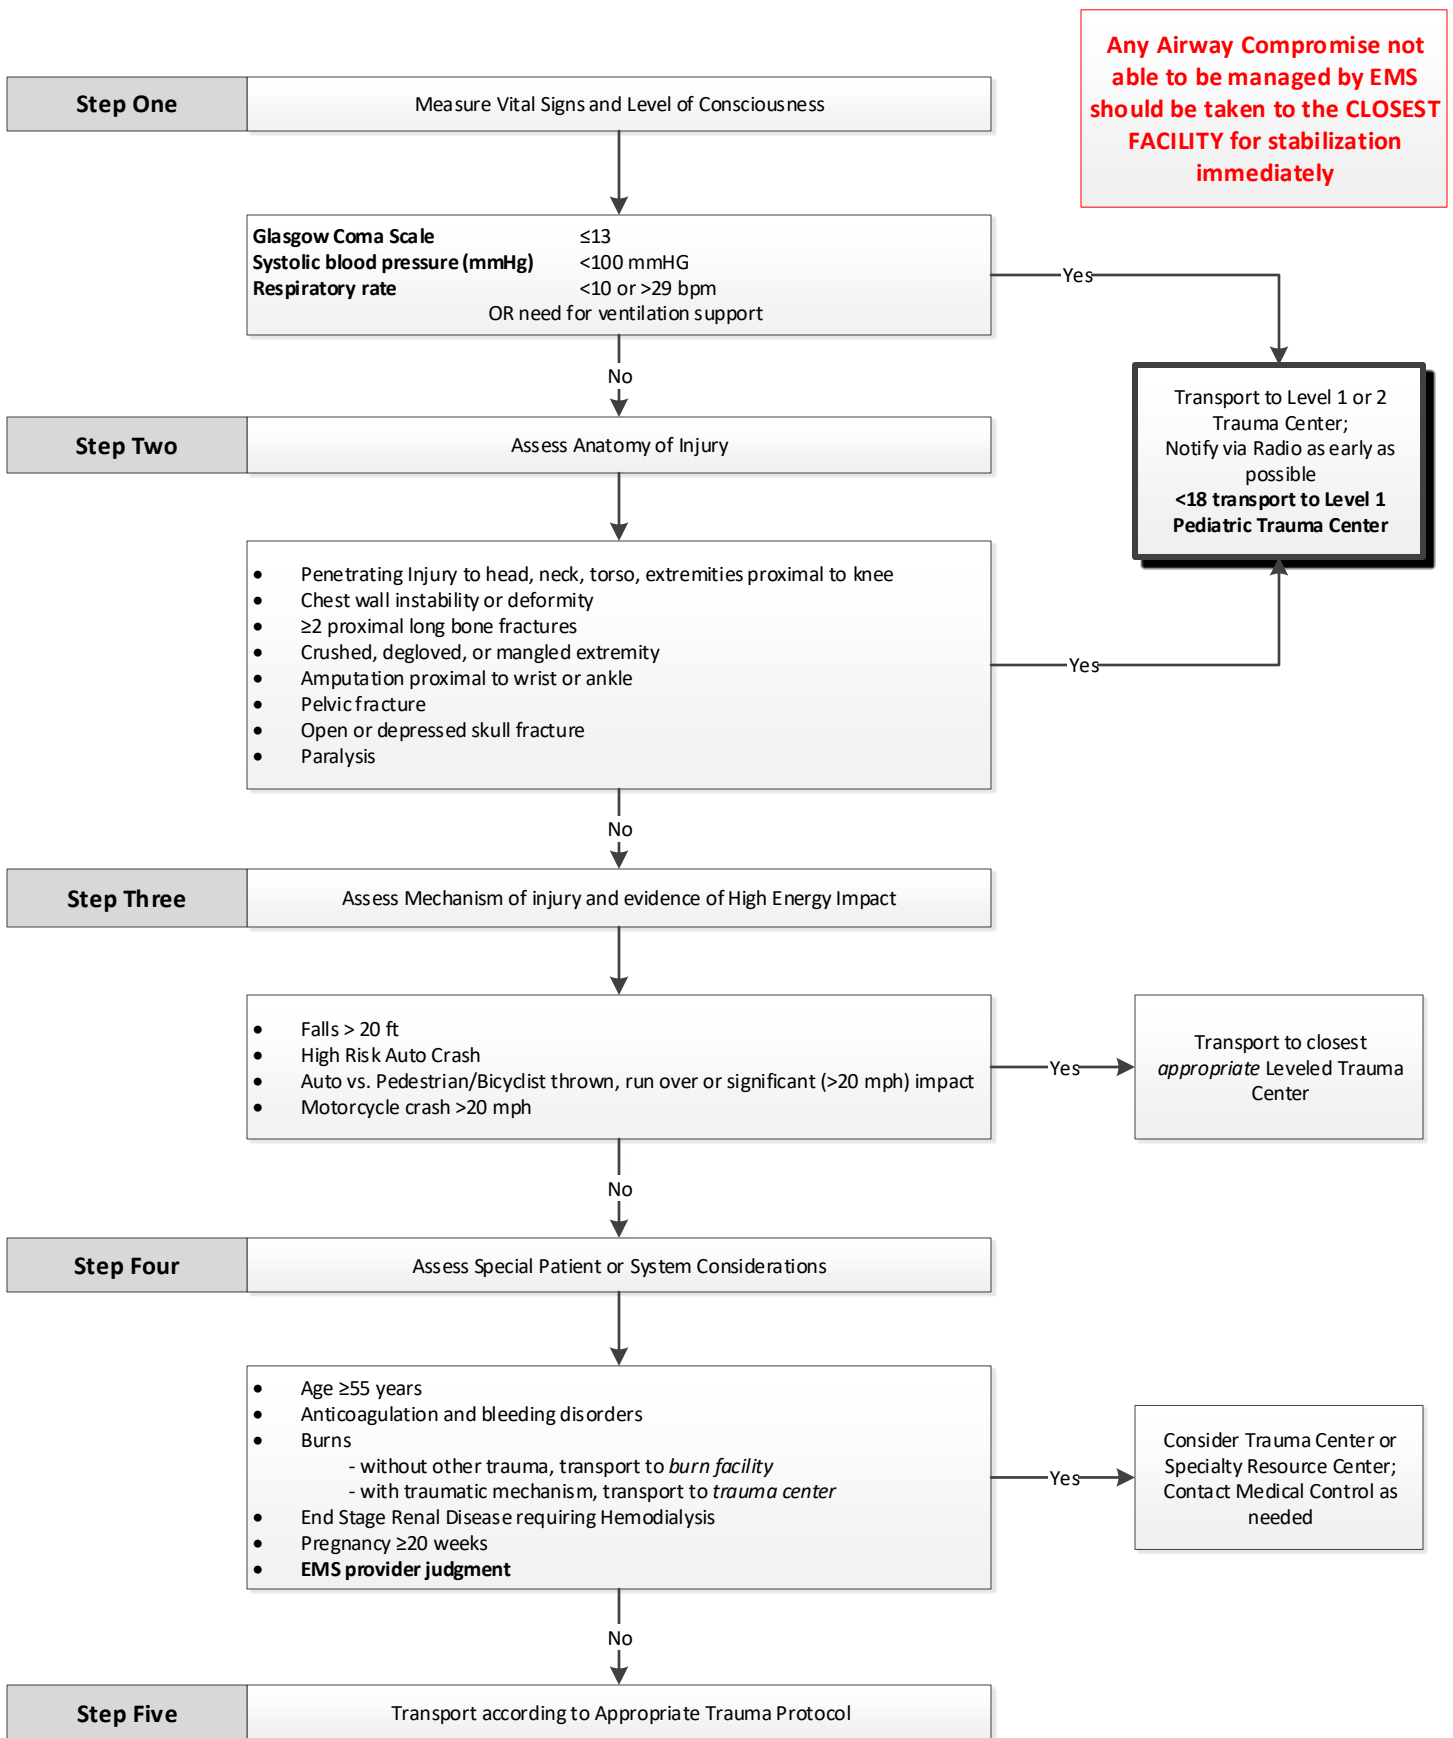 Any Airway Compromise not
able to be managed by EMS
should be taken to the CLOSEST
FACILITY for stabilization
immediately
Step One
Measure Vital Signs and Level of Consciousness
Glasgow Coma Scale ≤13
Systolic blood pressure (mmHg) <100 mmHG
Respiratory rate <10 or >29 bpm
OR need for ventilation support
Yes
No
Transport to Level 1 or 2
Trauma Center;
Notify via Radio as early as
possible
<18 transport to Level 1
Pediatric Trauma Center
Step Two
Assess Anatomy of Injury
• Penetrating Injury to head, neck, torso, extremities proximal to knee
• Chest wall instability or deformity
• ≥2 proximal long bone fractures
• Crushed, degloved, or mangled extremity
• Amputation proximal to wrist or ankle
• Pelvic fracture
• Open or depressed skull fracture
• Paralysis
Yes
No
Step Three
Assess Mechanism of injury and evidence of High Energy Impact
• Falls > 20 ft
• High Risk Auto Crash
• Auto vs. Pedestrian/Bicyclist thrown, run over or significant (>20 mph) impact
• Motorcycle crash >20 mph
Yes
Transport to closest
appropriate Leveled Trauma
Center
No
Step Four
Assess Special Patient or System Considerations
• Age ≥55 years
• Anticoagulation and bleeding disorders
• Burns
- without other trauma, transport to burn facility
- with traumatic mechanism, transport to trauma center
• End Stage Renal Disease requiring Hemodialysis
• Pregnancy ≥20 weeks
• EMS provider judgment
Yes
Consider Trauma Center or
Specialty Resource Center;
Contact Medical Control as
needed
No
Step Five
Transport according to Appropriate Trauma Protocol